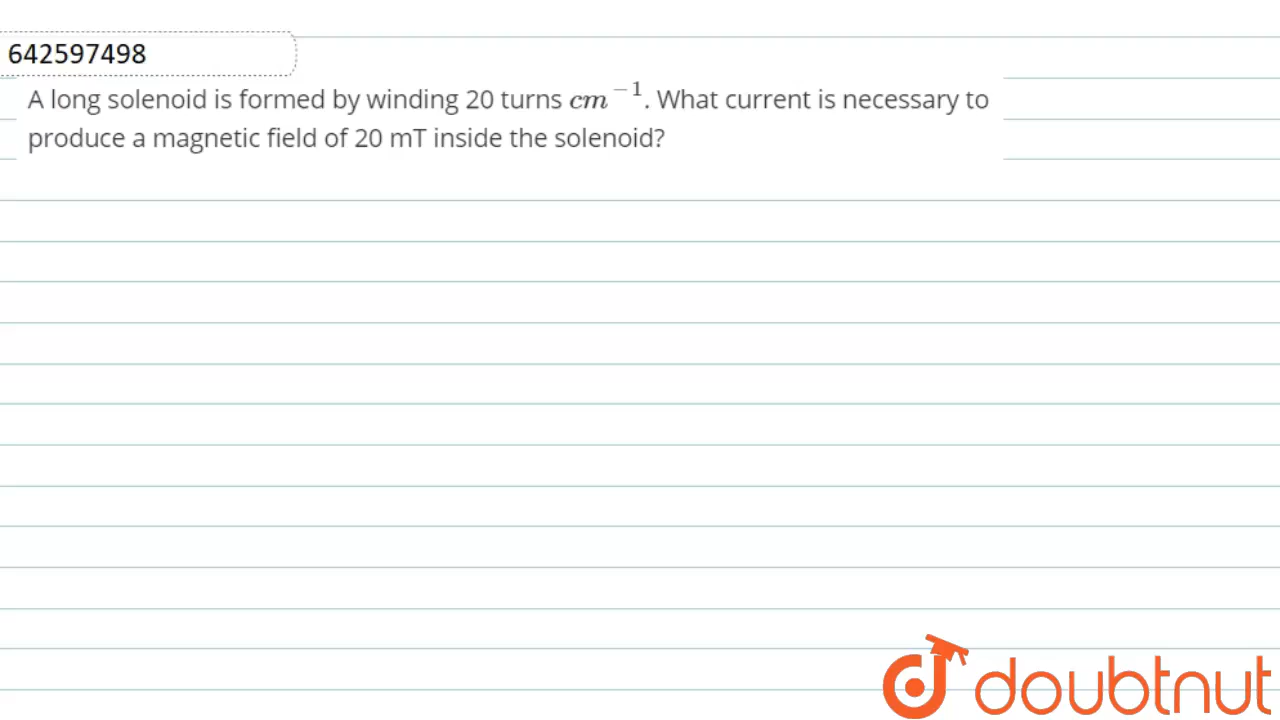 642597498
A long solenoid is formed by winding 20 turns cm⁻¹. What current is necessary to
produce a magnetic field of 20 mT inside the solenoid?
doubtnut